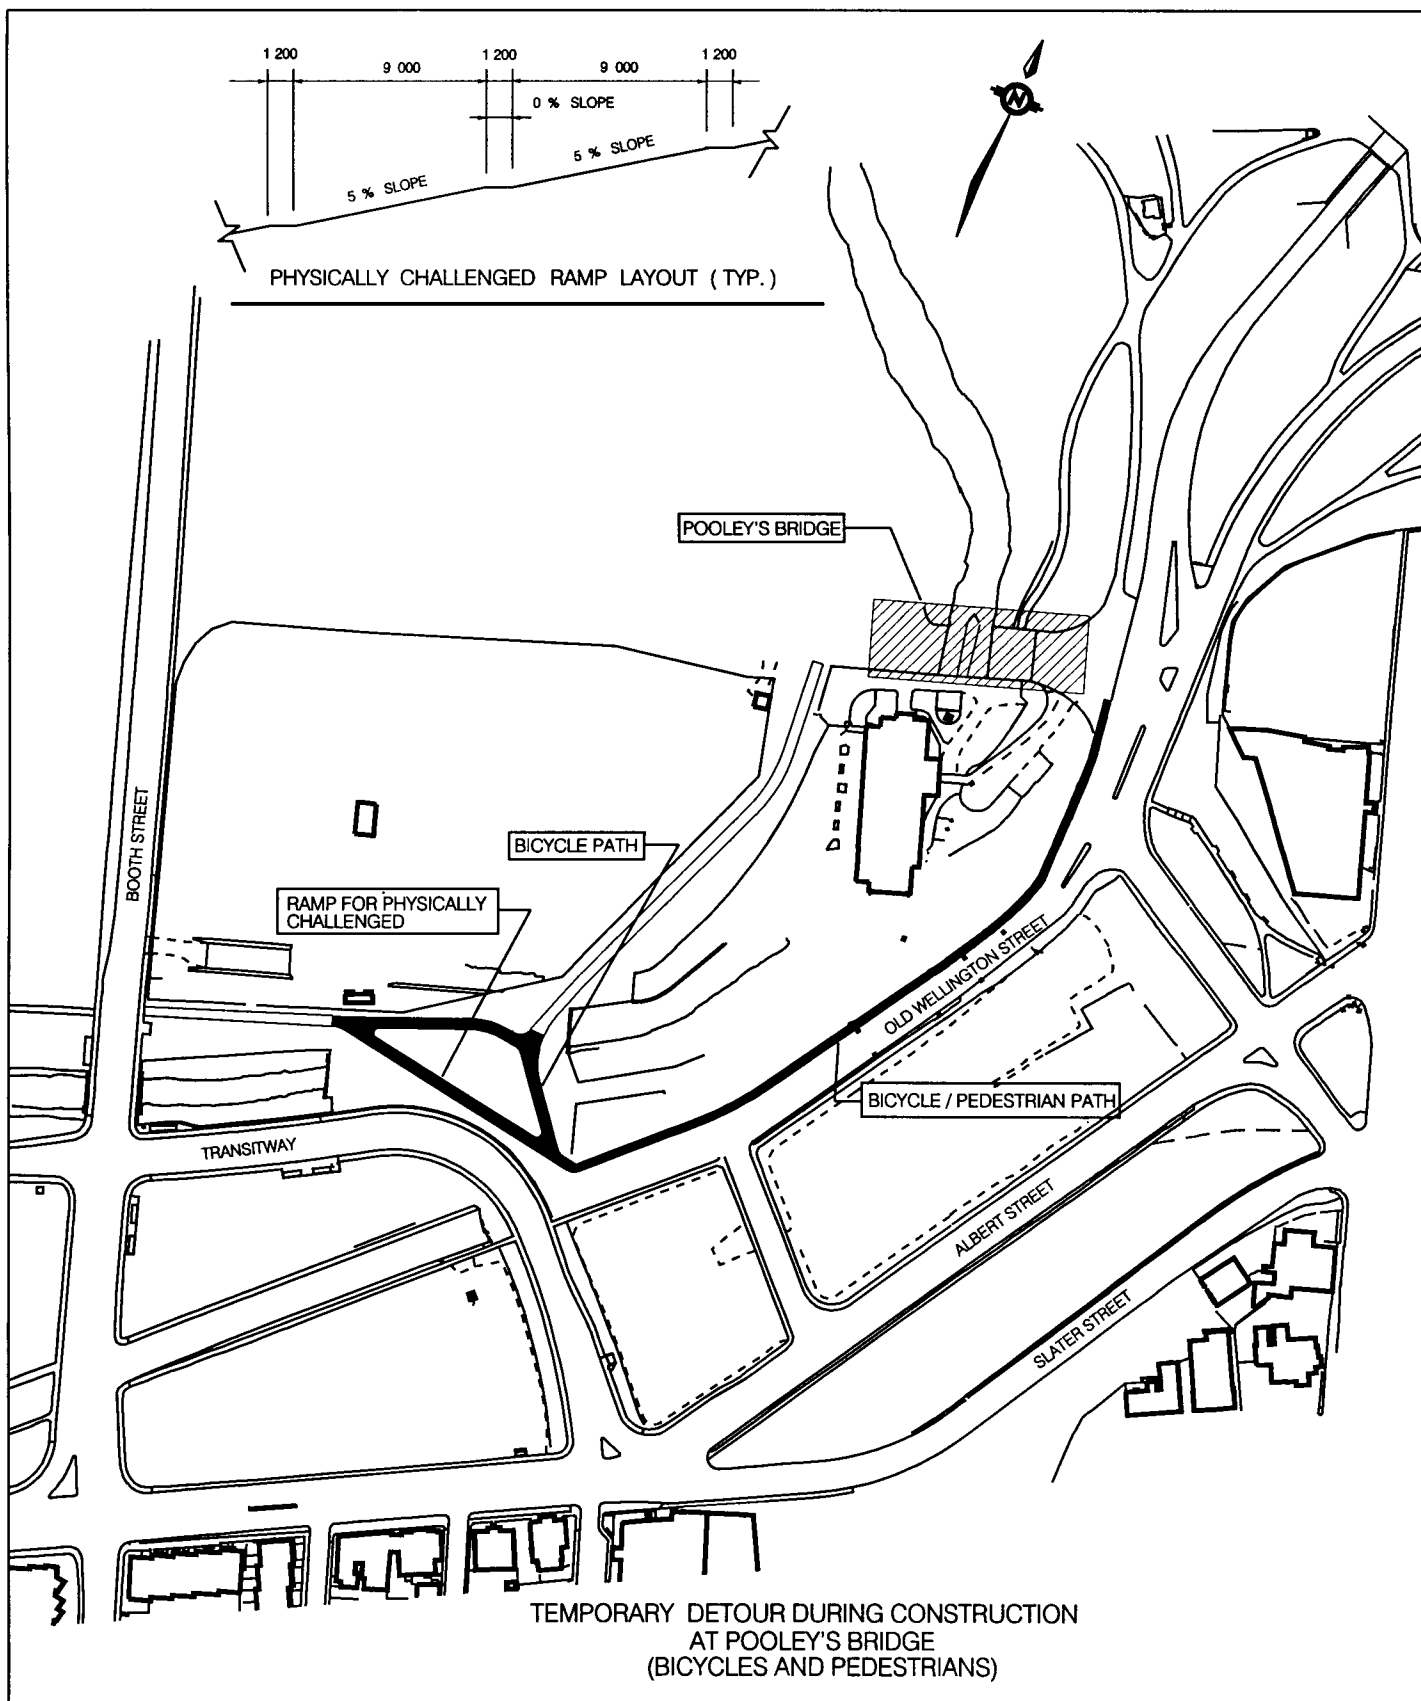 1 200
1 200
1 200
9 000
9 000
0 % SLOPE
5 % SLOPE
5 % SLOPE
N
PHYSICALLY CHALLENGED RAMP LAYOUT ( TYP. )
POOLEY'S BRIDGE
BOOTH STREET
BICYCLE PATH
RAMP FOR PHYSICALLY
CHALLENGED
OLD WELLINGTON STREET
BICYCLE / PEDESTRIAN PATH
TRANSITWAY
ALBERT STREET
SLATER STREET
TEMPORARY DETOUR DURING CONSTRUCTION
AT POOLEY'S BRIDGE
(BICYCLES AND PEDESTRIANS)